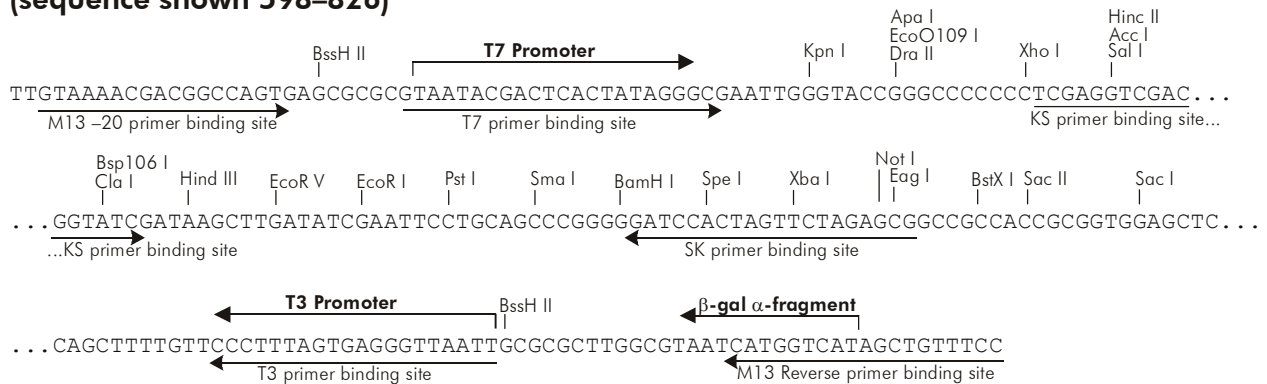 (sequence shown 598–826)
Apa I Hinc II
EcoO109 I Acc I
BssH II T7 Promoter Kpn I Dra II Xho I Sal I
TTGTAAAACGACGGCCAGTGAGCGCGCGTAATACGACTCACTATAGGGCGAATTGGGTACCGGGCCCCCCCTCGAGGTCGAC...
M13 –20 primer binding site T7 primer binding site KS primer binding site...
Bsp106 I Not I
Cla I Hind III EcoR V EcoR I Pst I Sma I BamH I Spe I Xba I Eag I BstX I Sac II Sac I
...GGTATCGATAAGCTTGATATCGAATTCCTGCAGCCCGGGGGATCCACTAGTTCTAGAGCGGCCGCCACCGCGGTGGAGCTC...
...KS primer binding site SK primer binding site
T3 Promoter BssH II β-gal α-fragment
...CAGCTTTTGTTCCCTTTAGTGAGGGTTAATTGCGCGCTTGGCGTAATCATGGTCATAGCTGTTTCC
T3 primer binding site M13 Reverse primer binding site